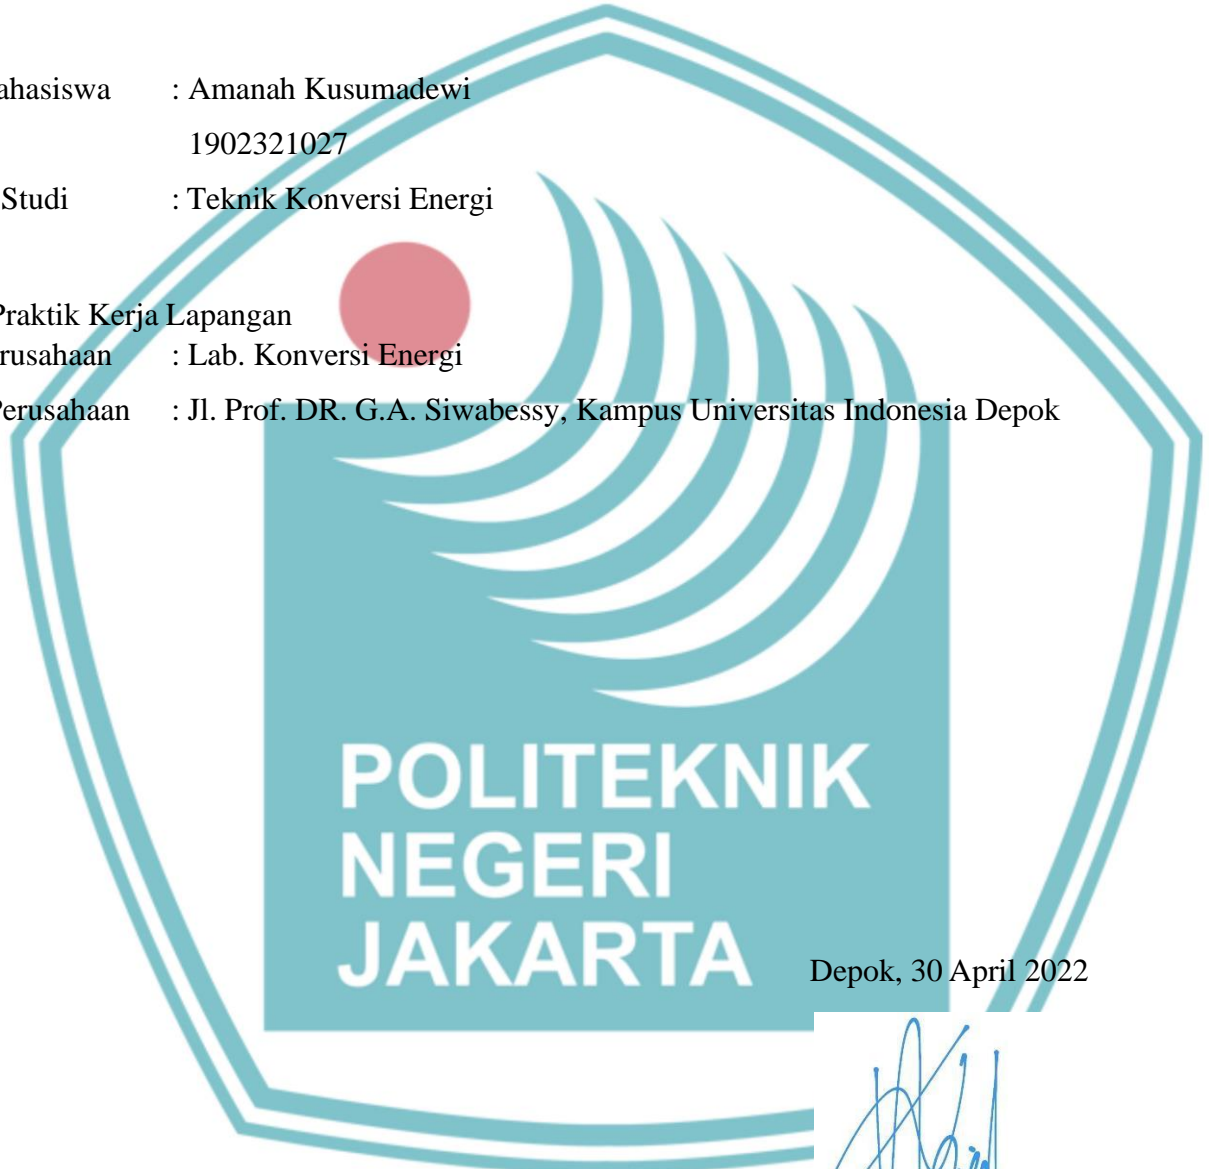 ahasiswa : Amanah Kusumadewi
1902321027
Studi : Teknik Konversi Energi
Praktik Kerja Lapangan
rusahaan : Lab. Konversi Energi
Perusahaan : Jl. Prof. DR. G.A. Siwabessy, Kampus Universitas Indonesia Depok
POLITEKNIK
NEGERI
JAKARTA
Depok, 30 April 2022